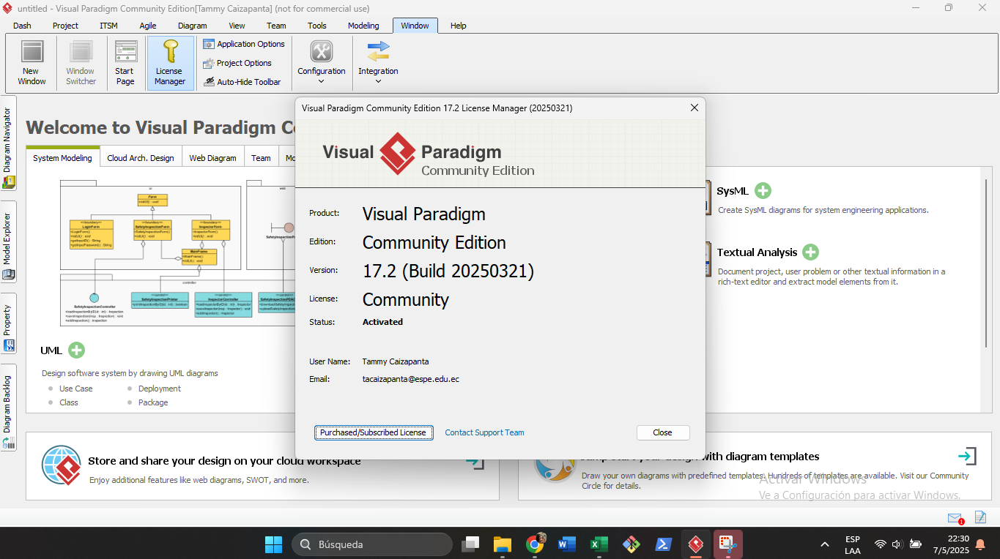 untitled - Visual Paradigm Community Edition[Tammy Caizapanta] (not for commercial use)
Dash Project ITSM Agile Diagram View Team Tools Modeling Window Help
New Window
Window Switcher
Start Page
License Manager
Application Options
Project Options
Auto-Hide Toolbar
Configuration
Integration
Diagram Navigator
Model Explorer
Property
Diagram Backlog
Welcome to Visual Paradigm C
System Modeling Cloud Arch. Design Web Diagram Team Mo
UML
Design software system by drawing UML diagrams
Use Case Deployment
Class Package
Visual Paradigm Community Edition 17.2 License Manager (20250321)
Visual Paradigm
Community Edition
Product: Visual Paradigm
Edition: Community Edition
Version: 17.2 (Build 20250321)
License: Community
Status: Activated
User Name: Tammy Caizapanta
Email: tacaizapanta@espe.edu.ec
Purchased/Subscribed License Contact Support Team Close
SysML
Create SysML diagrams for system engineering applications.
Textual Analysis
Document project, user problem or other textual information in a
rich-text editor and extract model elements from it.
Store and share your design on your cloud workspace
Enjoy additional features like web diagrams, SWOT, and more.
start your design with diagram templates
Draw your own diagrams with predefined templates. Hundreds of templates are available. Visit our Community
Circle for details.
Activar Windows
Ve a Configuración para activar Windows.
1
Búsqueda
ESP
LAA
22:30
7/5/2025